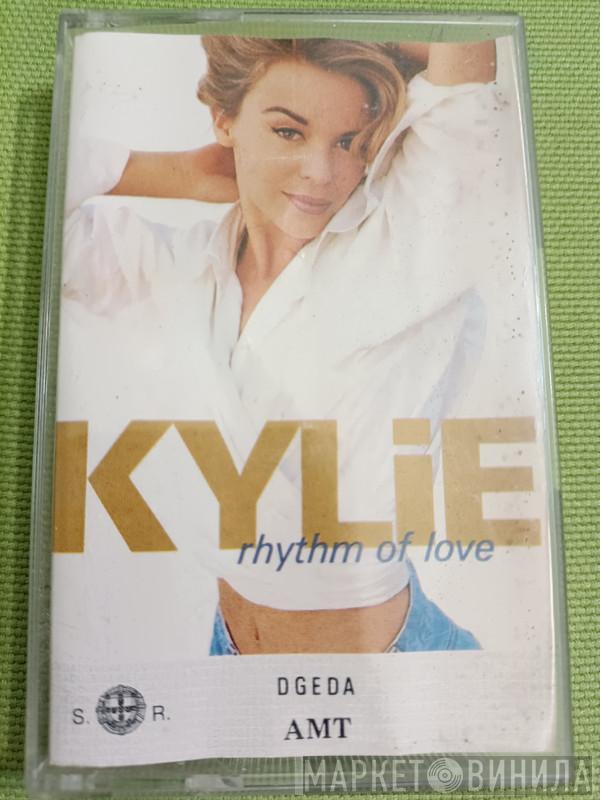 KYLiE
rhythm of love
DGEDA
S. R.
AMT
МАРКЕТ ВИНИЛА